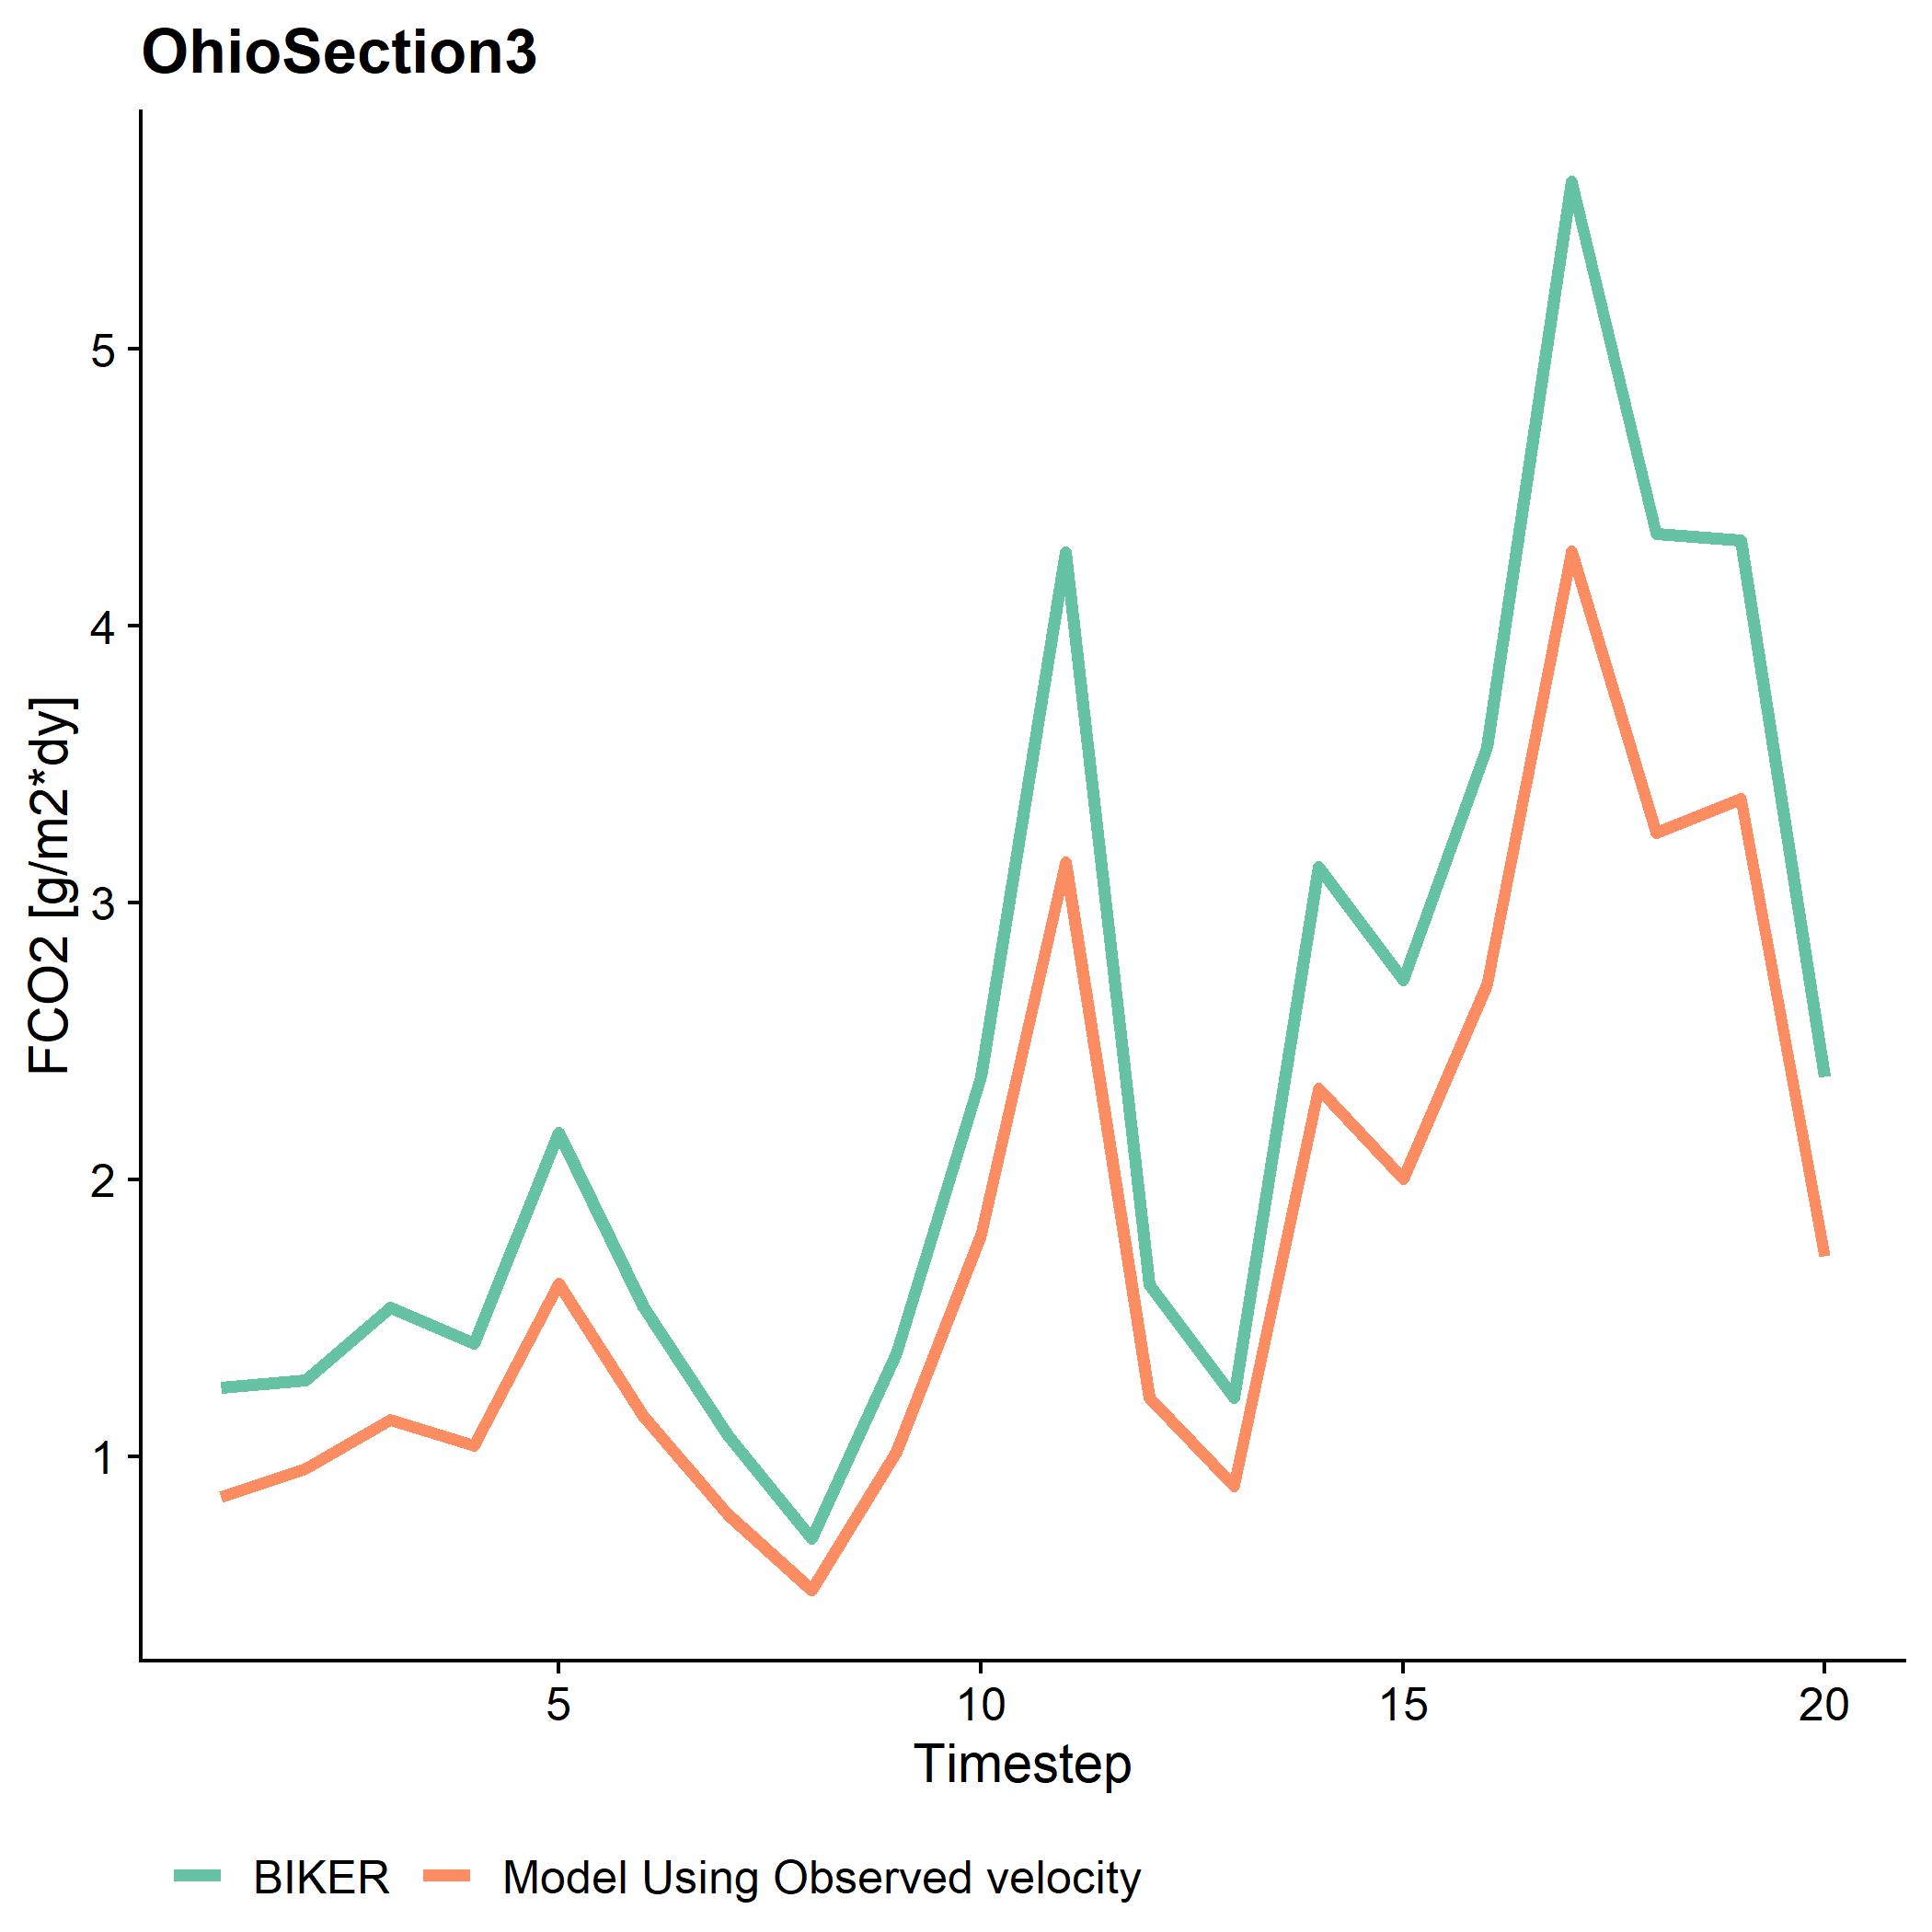 OhioSection3
FCO2 [g/m2*dy]
5
4
3
2
1
5 10 15 20
Timestep
BIKER Model Using Observed velocity